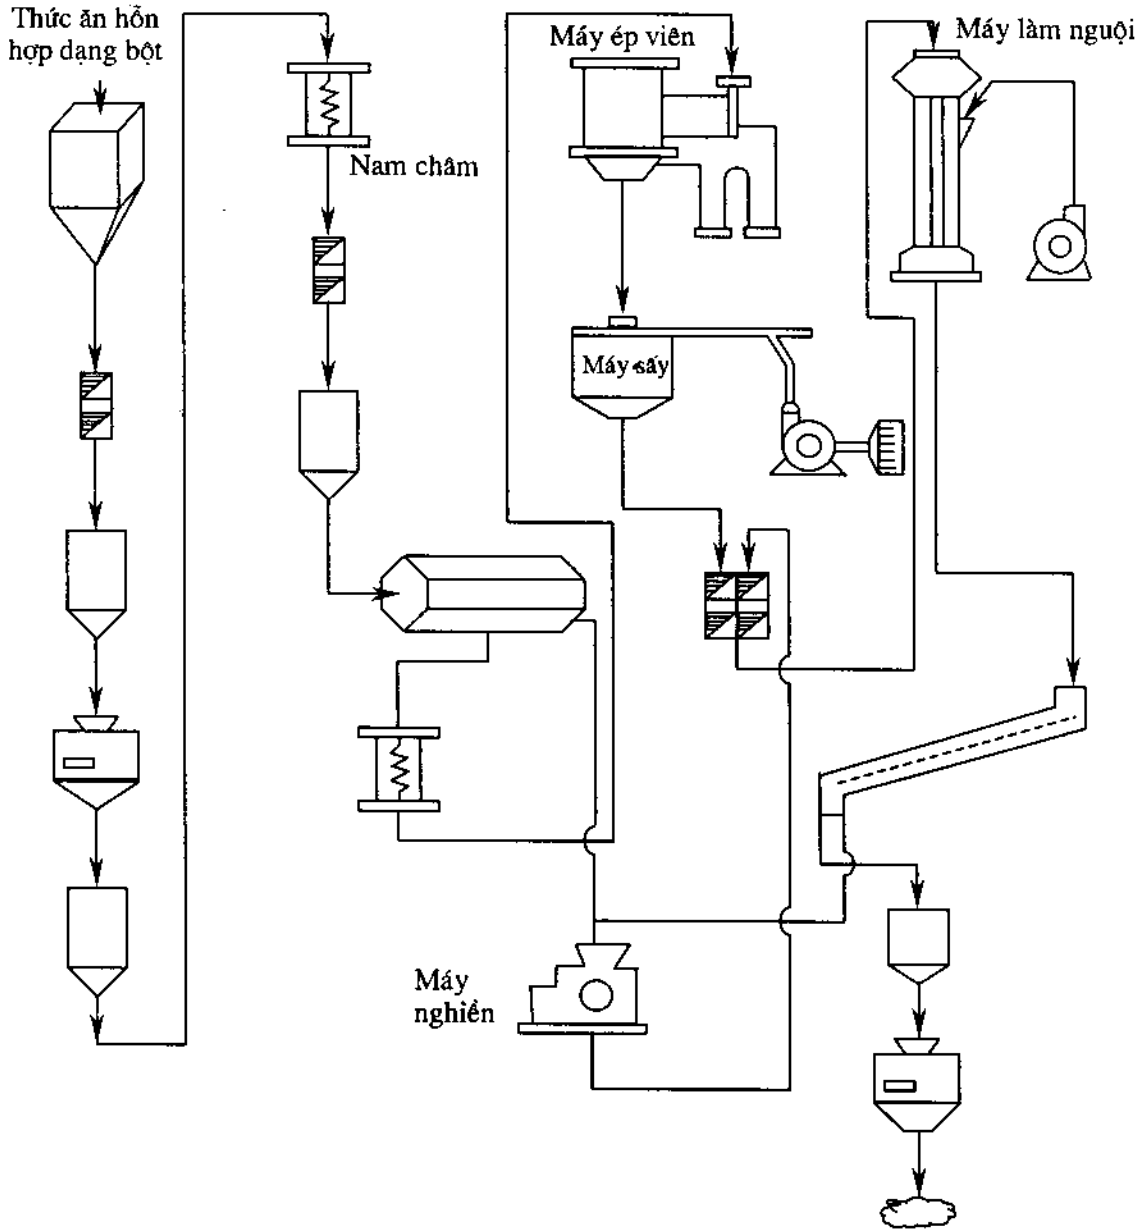 Thức ăn hỗn
hợp dạng bột
Nam châm
Máy ép viên
Máy làm nguội
Máy sấy
Máy
nghiền